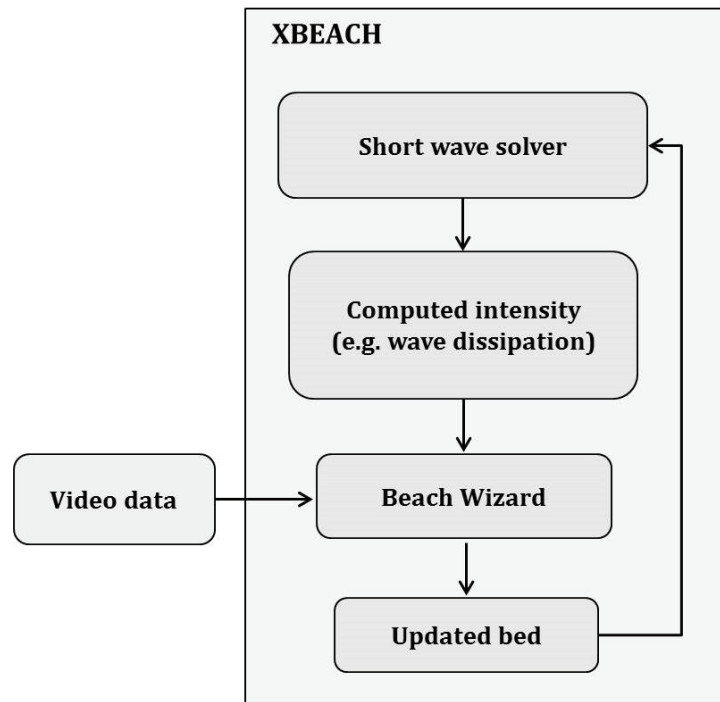 XBEACH
Short wave solver
Computed intensity
(e.g. wave dissipation)
Video data
Beach Wizard
Updated bed